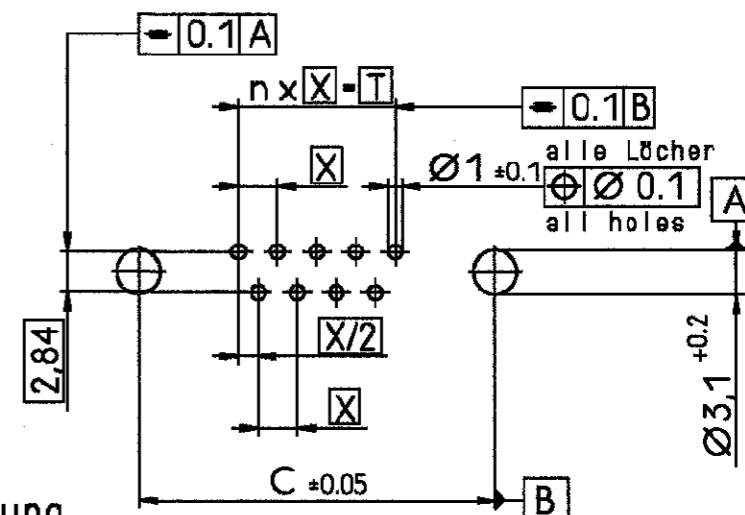 0.1 A
n x X = T
0.1 B
X
Ø1 ±0.1
alle Löcher
⌖ Ø 0.1
all holes
A
2,84
X/2
X
Ø3,1 +0.2
C ±0.05
B
ung